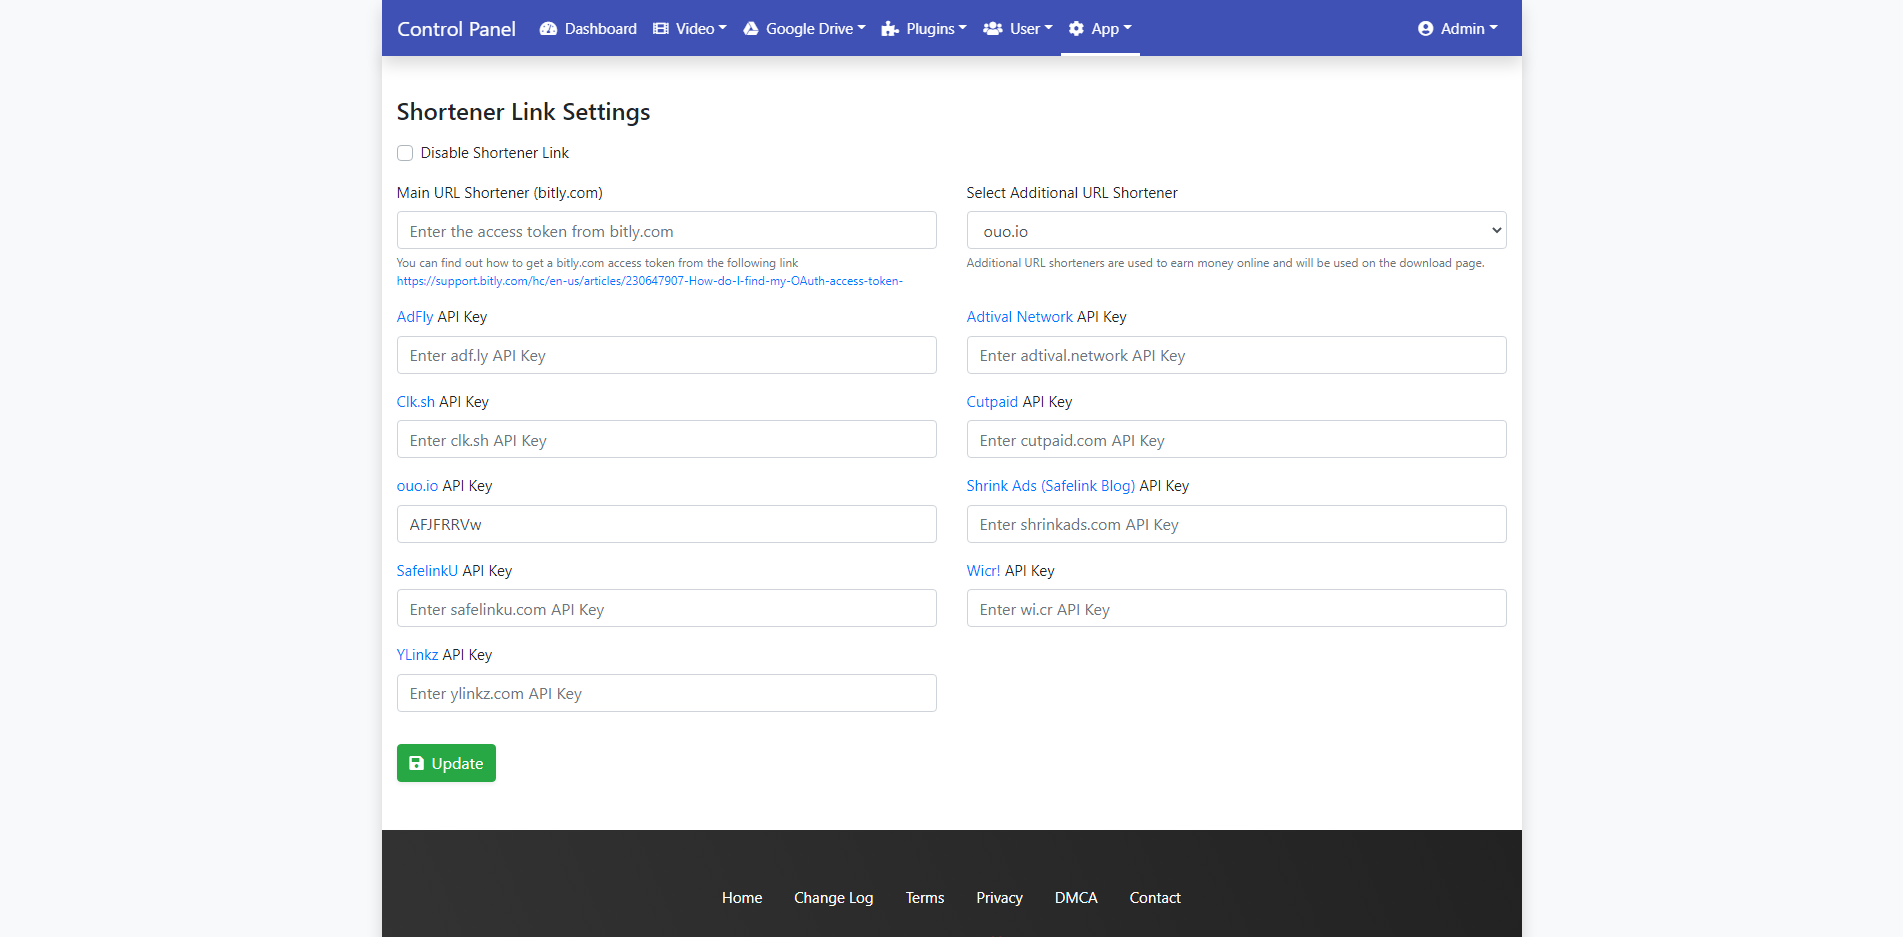 Control Panel Dashboard Video Google Drive Plugins User App Admin
Shortener Link Settings
Disable Shortener Link
Main URL Shortener (bitly.com)
Enter the access token from bitly.com
You can find out how to get a bitly.com access token from the following link
https://support.bitly.com/hc/en-us/articles/230647907-How-do-I-find-my-OAuth-access-token-
Select Additional URL Shortener
ouo.io
Additional URL shorteners are used to earn money online and will be used on the download page.
AdFly API Key
Enter adf.ly API Key
Adtival Network API Key
Enter adtival.network API Key
Clk.sh API Key
Enter clk.sh API Key
Cutpaid API Key
Enter cutpaid.com API Key
ouo.io API Key
AFJFRRVw
Shrink Ads (Safelink Blog) API Key
Enter shrinkads.com API Key
SafelinkU API Key
Enter safelinku.com API Key
Wicr! API Key
Enter wi.cr API Key
YLinkz API Key
Enter ylinkz.com API Key
Update
Home Change Log Terms Privacy DMCA Contact